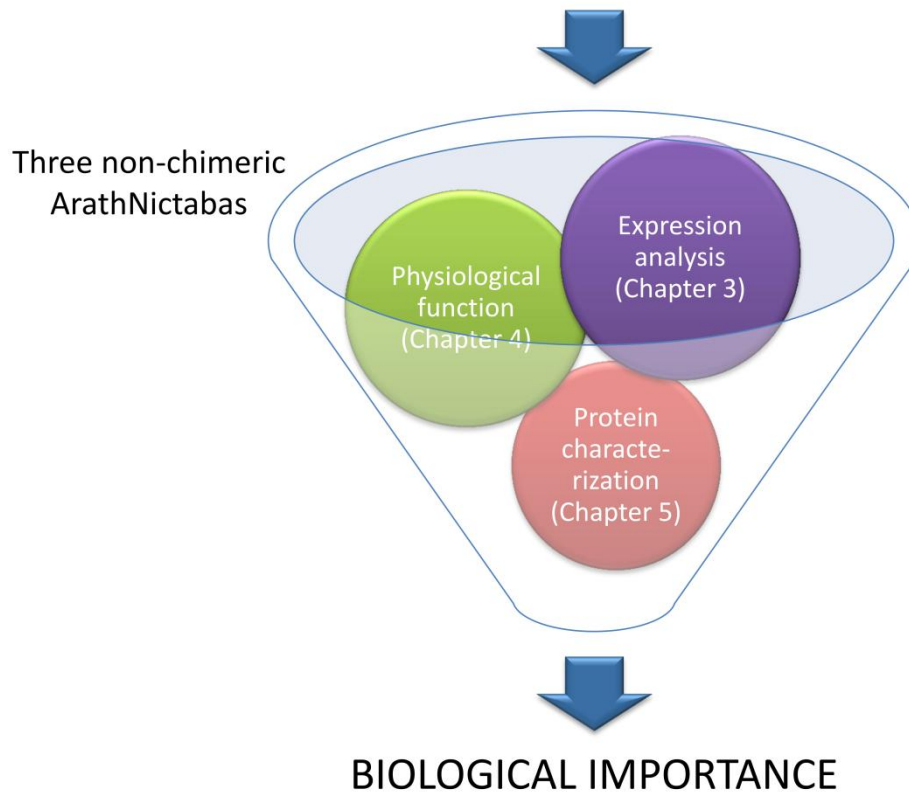 Three non-chimeric
ArathNictabas
Expression
analysis
(Chapter 3)
Physiological
function
(Chapter 4)
Protein
characte-
rization
(Chapter 5)
BIOLOGICAL IMPORTANCE